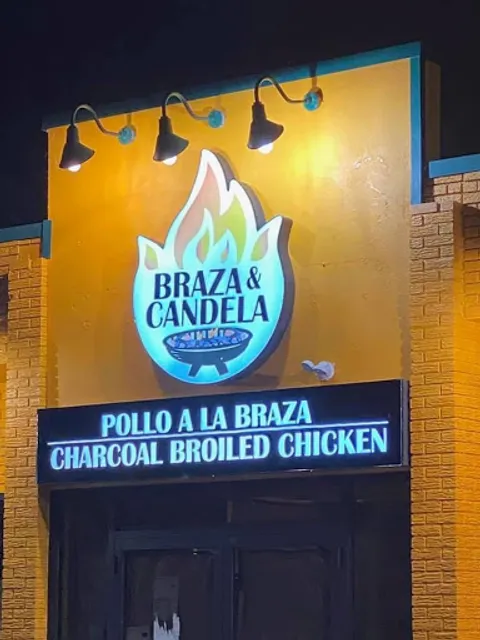 BRAZA &
CANDELA
POLLO A LA BRAZA
CHARCOAL BROILED CHICKEN